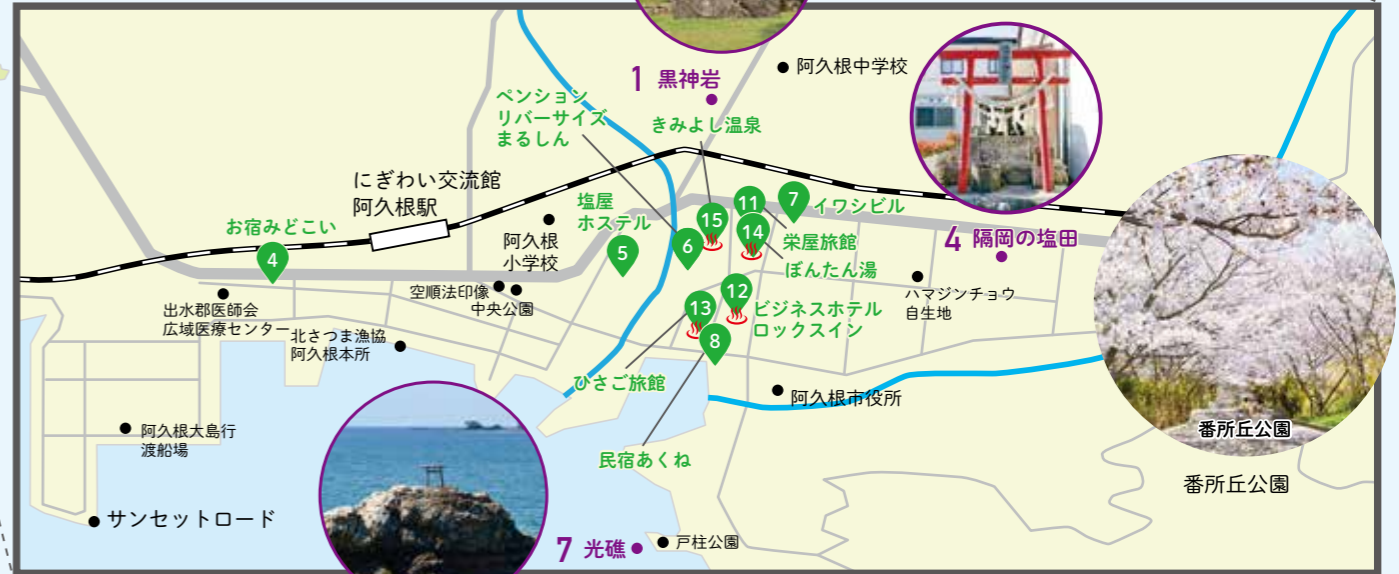 1 黒神岩
阿久根中学校
ペンション
リバーサイズ
まるしん
きみよし温泉
にぎわい交流館
阿久根駅
お宿みどこい
4
阿久根
小学校
塩屋
ホステル
5
6
15
11
14
7
イワシビル
栄屋旅館
ぼんたん湯
4 隔岡の塩田
出水郡医師会
広域医療センター
空順法印像
中央公園
北さつま漁協
阿久根本所
13
12
8
ビジネスホテル
ロックスイン
ハマジンチョウ
自生地
ひさご旅館
阿久根市役所
阿久根大島行
渡船場
民宿あくね
番所丘公園
番所丘公園
サンセットロード
7 光礁
戸柱公園